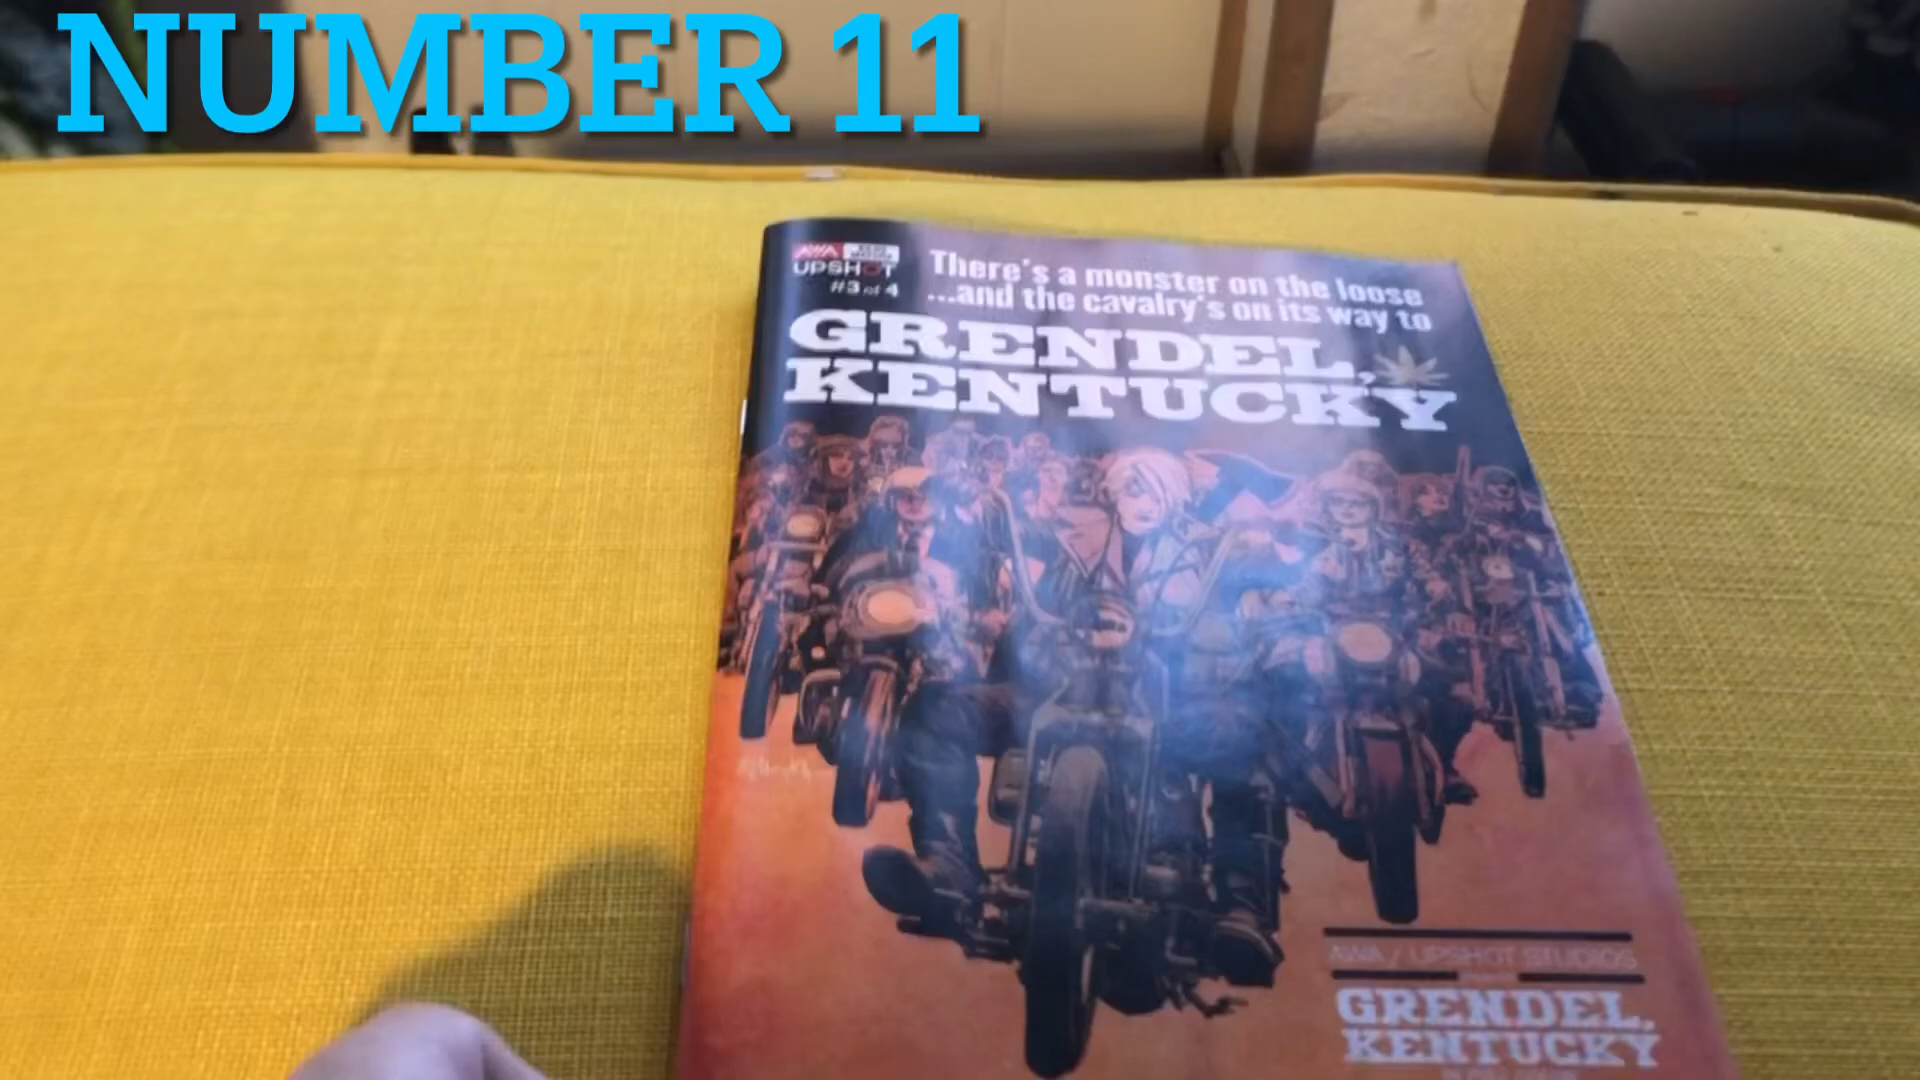 NUMBER 11
AWA
UPSHOT
#3 of 4
There's a monster on the loose
...and the cavalry's on its way to
GRENDEL,
KENTUCKY
AWA / UPSHOT STUDIOS
GRENDEL,
KENTUCKY